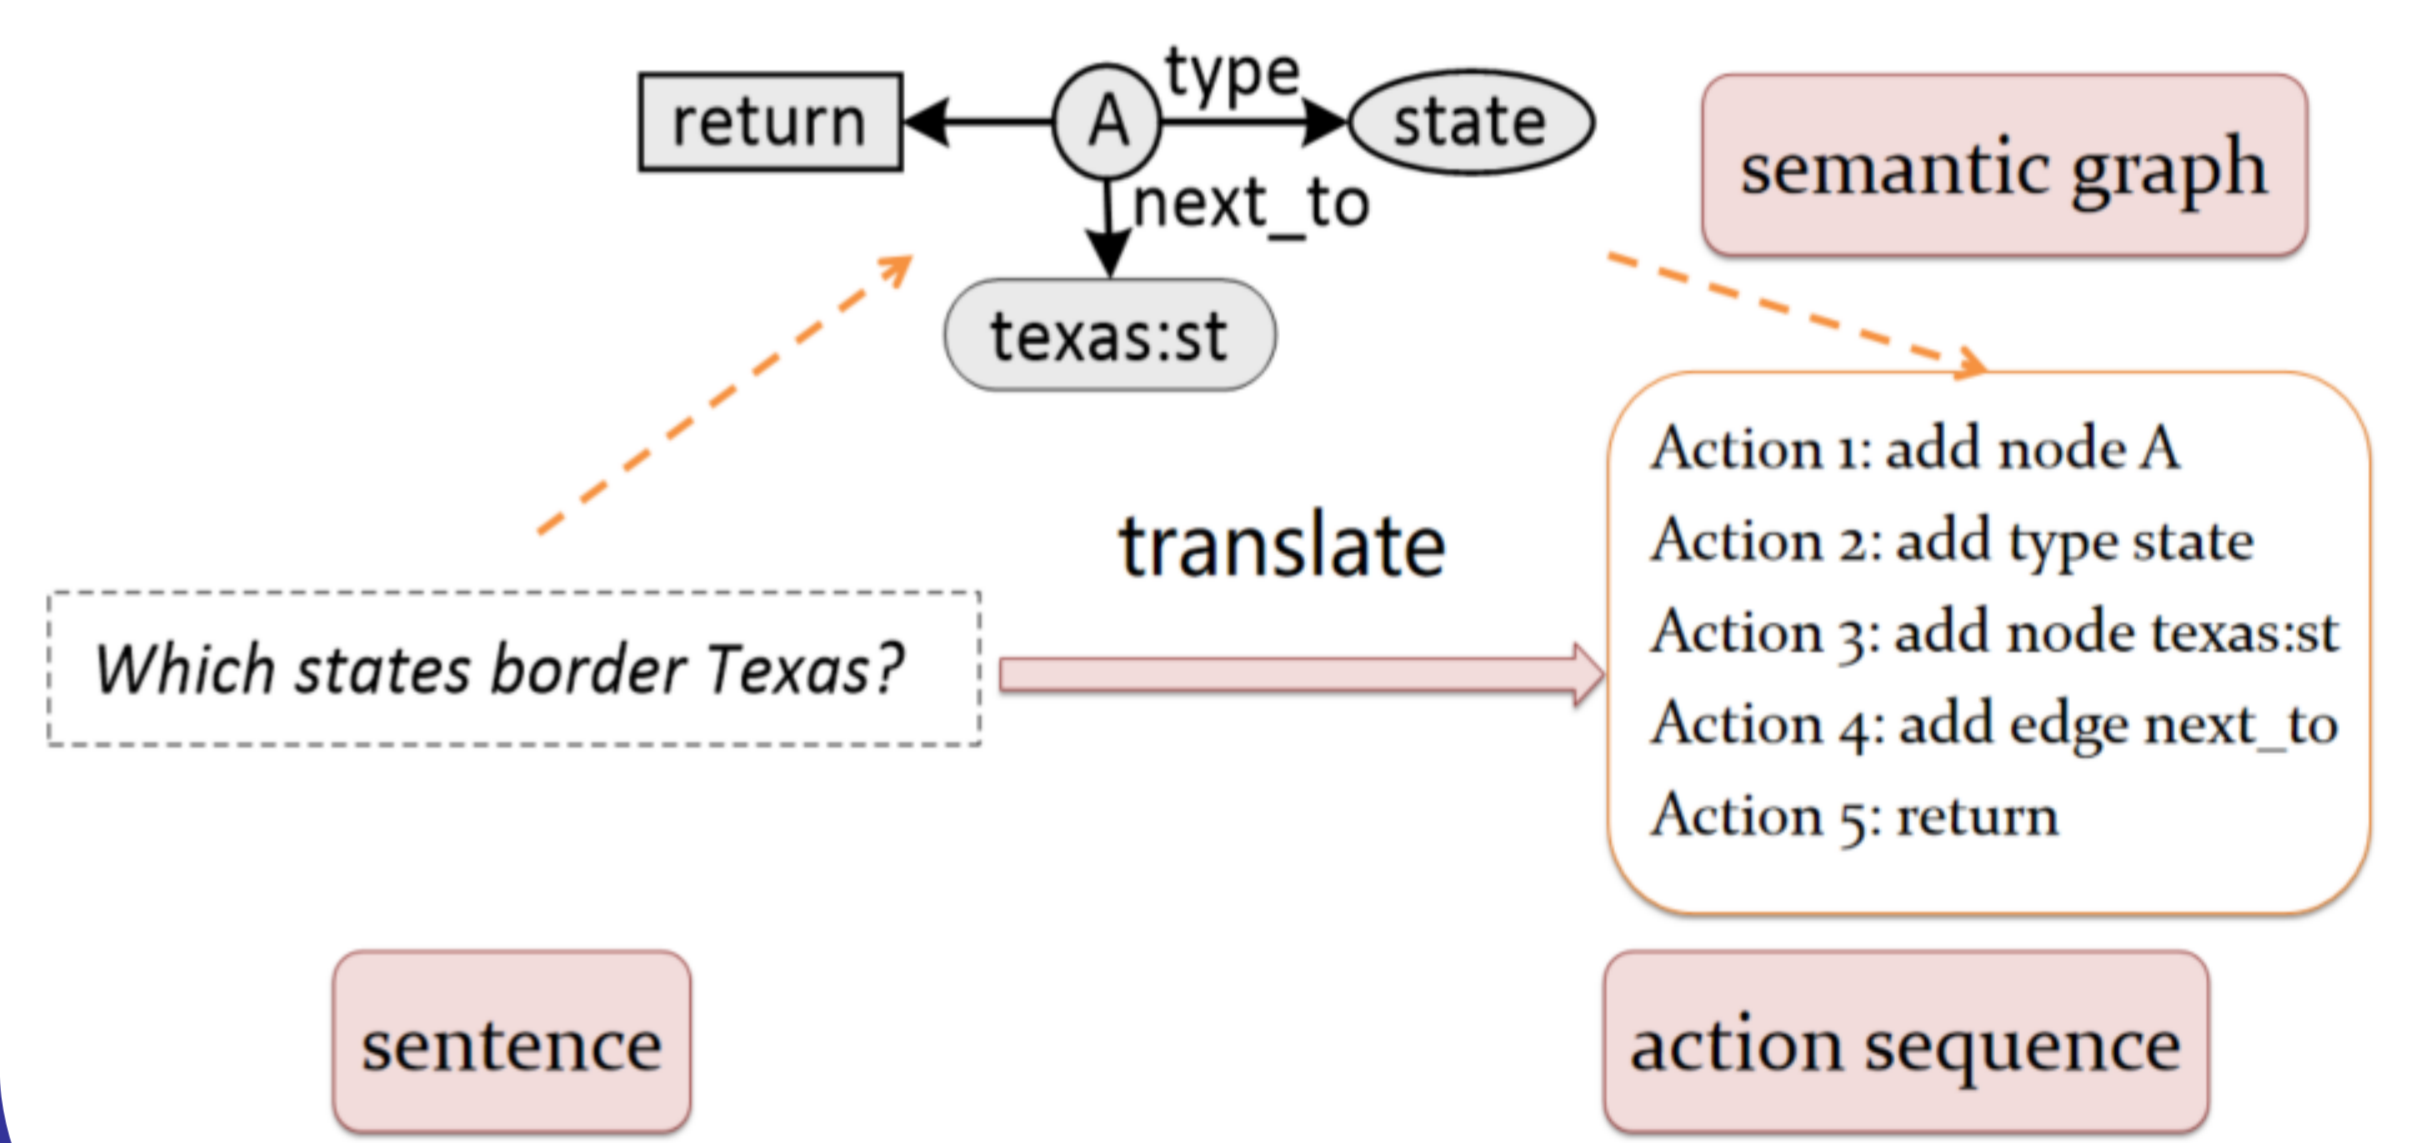 type
return
A
state
semantic graph
next_to
texas:st
Action 1: add node A
Action 2: add type state
translate
Action 3: add node texas:st
Which states border Texas?
Action 4: add edge next_to
Action 5: return
sentence
action sequence